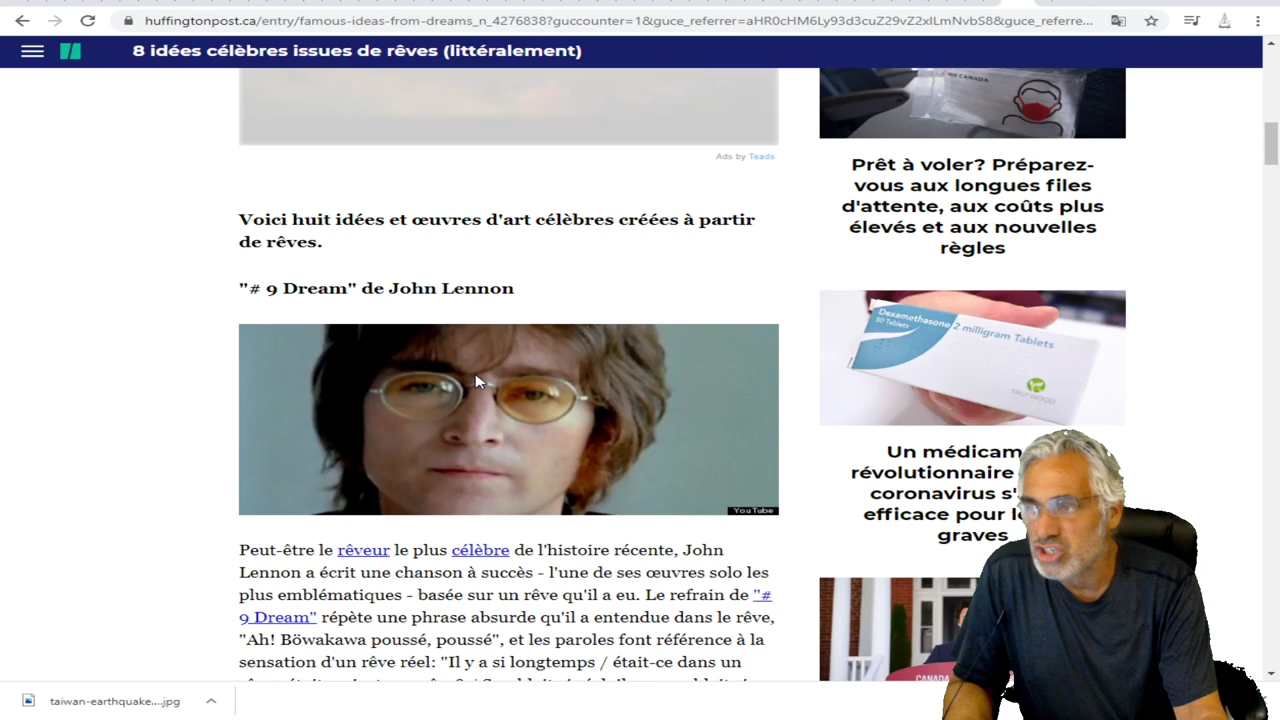 huffingtonpost.ca/entry/famous-ideas-from-dreams_n_4276838?guccounter=1&guce_referrer=aHR0cHM6Ly93d3cuZ29vZ2xlLmNvbS8&guce_referre...
8 idées célèbres issues de rêves (littéralement)
Ads by Teads
Voici huit idées et œuvres d'art célèbres créées à partir
de rêves.
"# 9 Dream" de John Lennon
YouTube
Peut-être le rêveur le plus célèbre de l'histoire récente, John
Lennon a écrit une chanson à succès - l'une de ses œuvres solo les
plus emblématiques - basée sur un rêve qu'il a eu. Le refrain de "#
9 Dream" répète une phrase absurde qu'il a entendue dans le rêve,
"Ah! Böwakawa poussé, poussé", et les paroles font référence à la
sensation d'un rêve réel: "Il y a si longtemps / était-ce dans un
AIR CANADA
Prêt à voler? Préparez-
vous aux longues files
d'attente, aux coûts plus
élevés et aux nouvelles
règles
Dexamethasone 2 milligram Tablets
50 Tablets
Un médicam
révolutionnaire
coronavirus s'
efficace pour l
graves
CANADA
taiwan-earthquake....jpg